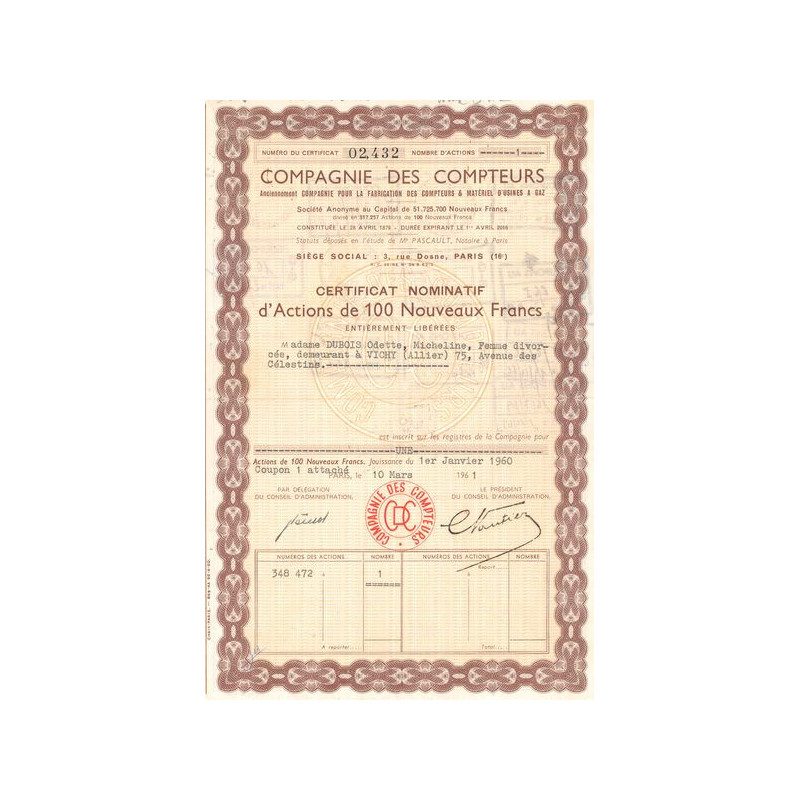 NUMÉRO DU CERTIFICAT 02,432 NOMBRE D'ACTIONS -------1-----
COMPAGNIE DES COMPTEURS
Anciennement COMPAGNIE POUR LA FABRICATION DES COMPTEURS & MATÉRIEL D'USINES A GAZ
Société Anonyme au Capital de 51.725.700 Nouveaux Francs
divisé en 517.257 Actions de 100 Nouveaux Francs
CONSTITUÉE LE AVRIL - DURÉE EXPIRANT LE 1er AVRIL
Statuts déposés en l'étude de Me PASCAULT, Notaire à Paris
SIÈGE SOCIAL : 3, rue Dosne, PARIS (16e)
CERTIFICAT NOMINATIF
d'Actions de 100 Nouveaux Francs
ENTIÈREMENT LIBÉRÉES
Madame DUBOIS Odette, Micheline, Femme divor-
cée, demeurant à VICHY (Allier) 75, Avenue des
Célestins.--------------------
est inscrit sur les registres de la Compagnie pour
--------------------UNE--------------------
Actions de 100 Nouveaux Francs. Jouissance du 1er Janvier 1960
Coupon 1 attaché
PARIS, le 10 Mars 1961
PAR DÉLÉGATION
DU CONSEIL D'ADMINISTRATION,
LE PRÉSIDENT
DU CONSEIL D'ADMINISTRATION,
COMPAGNIE DES COMPTEURS
CDC
NUMÉROS DES ACTIONS NOMBRE NUMÉROS DES ACTIONS NOMBRE
Report
348 472 1
======
A reporter Total